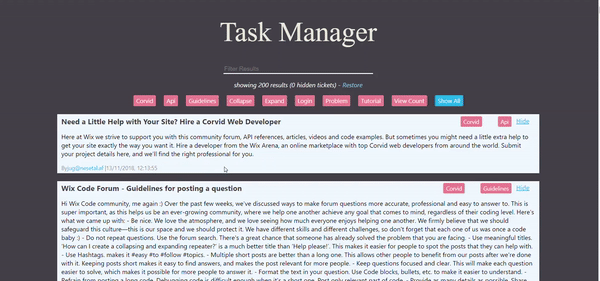 Task Manager
Filter Results
showing 200 results (0 hidden tickets) - Restore
Corvid Api Guidelines Collapse Expand Login Problem Tutorial View Count Show All
Need a Little Help with Your Site? Hire a Corvid Web Developer Corvid Api Hide
Here at Wix we strive to support you with this community forum, API references, articles, videos and code examples. But sometimes you might need a little extra help to
get your site exactly the way you want it. Hire a developer from the Wix Arena, an online marketplace with top Corvid web developers from around the world. Submit
your project details here, and we'll find the right professional for you.
13/11/2018, 12:13:55
Wix Code Forum - Guidelines for posting a question Corvid Guidelines Hide
Hi Wix Code community, me again :) Over the past few weeks, we've discussed ways to make forum questions more accurate, professional and easy to answer to. This is
super important, as this helps us be an ever-growing community, where we help one another achieve any goal that comes to mind, regardless of their coding level. Here's
what we came up with: - Be nice. We love the atmosphere, and we love seeing how much everyone enjoys helping one another. We firmly believe that we should
safeguard this culture—this is our space and we should protect it. We have different skills and different challenges, so don't forget that each one of us was once a code
baby :) - Do not repeat questions. Use the forum search. There's a great chance that someone has already solved the problem that you are facing. - Use meaningful titles.
'How can I create a collapsing and expanding repeater?' is a much better title than 'Help please!'. This makes it easier for people to spot the posts that they can help with.
- Use Hashtags. makes it #easy #to #follow #topics. - Multiple short posts are better than a long one. This allows other people to benefit from our posts after we're done
with it. Keeping posts short makes it easy to find answers, and makes the post relevant for more people. - Keep questions focused and clear. This will make each question
easier to solve, which makes it possible for more people to answer it. - Format the text in your question. Use Code blocks, bullets, etc. to make it easier to understand. -